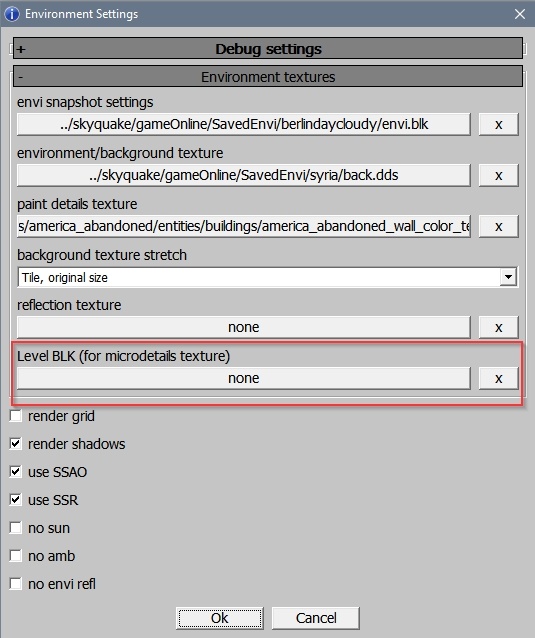 Environment Settings
+ Debug settings
- Environment textures
envi snapshot settings
../skyquake/gameOnline/SavedEnvi/berlindaycloudy/envi.blk x
environment/background texture
../skyquake/gameOnline/SavedEnvi/syria/back.dds x
paint details texture
s/america_abandoned/entities/buildings/america_abandoned_wall_color_te x
background texture stretch
Tile, original size
reflection texture
none x
Level BLK (for microdetails texture)
none x
render grid
render shadows
use SSAO
use SSR
no sun
no amb
no envi refl
Ok Cancel